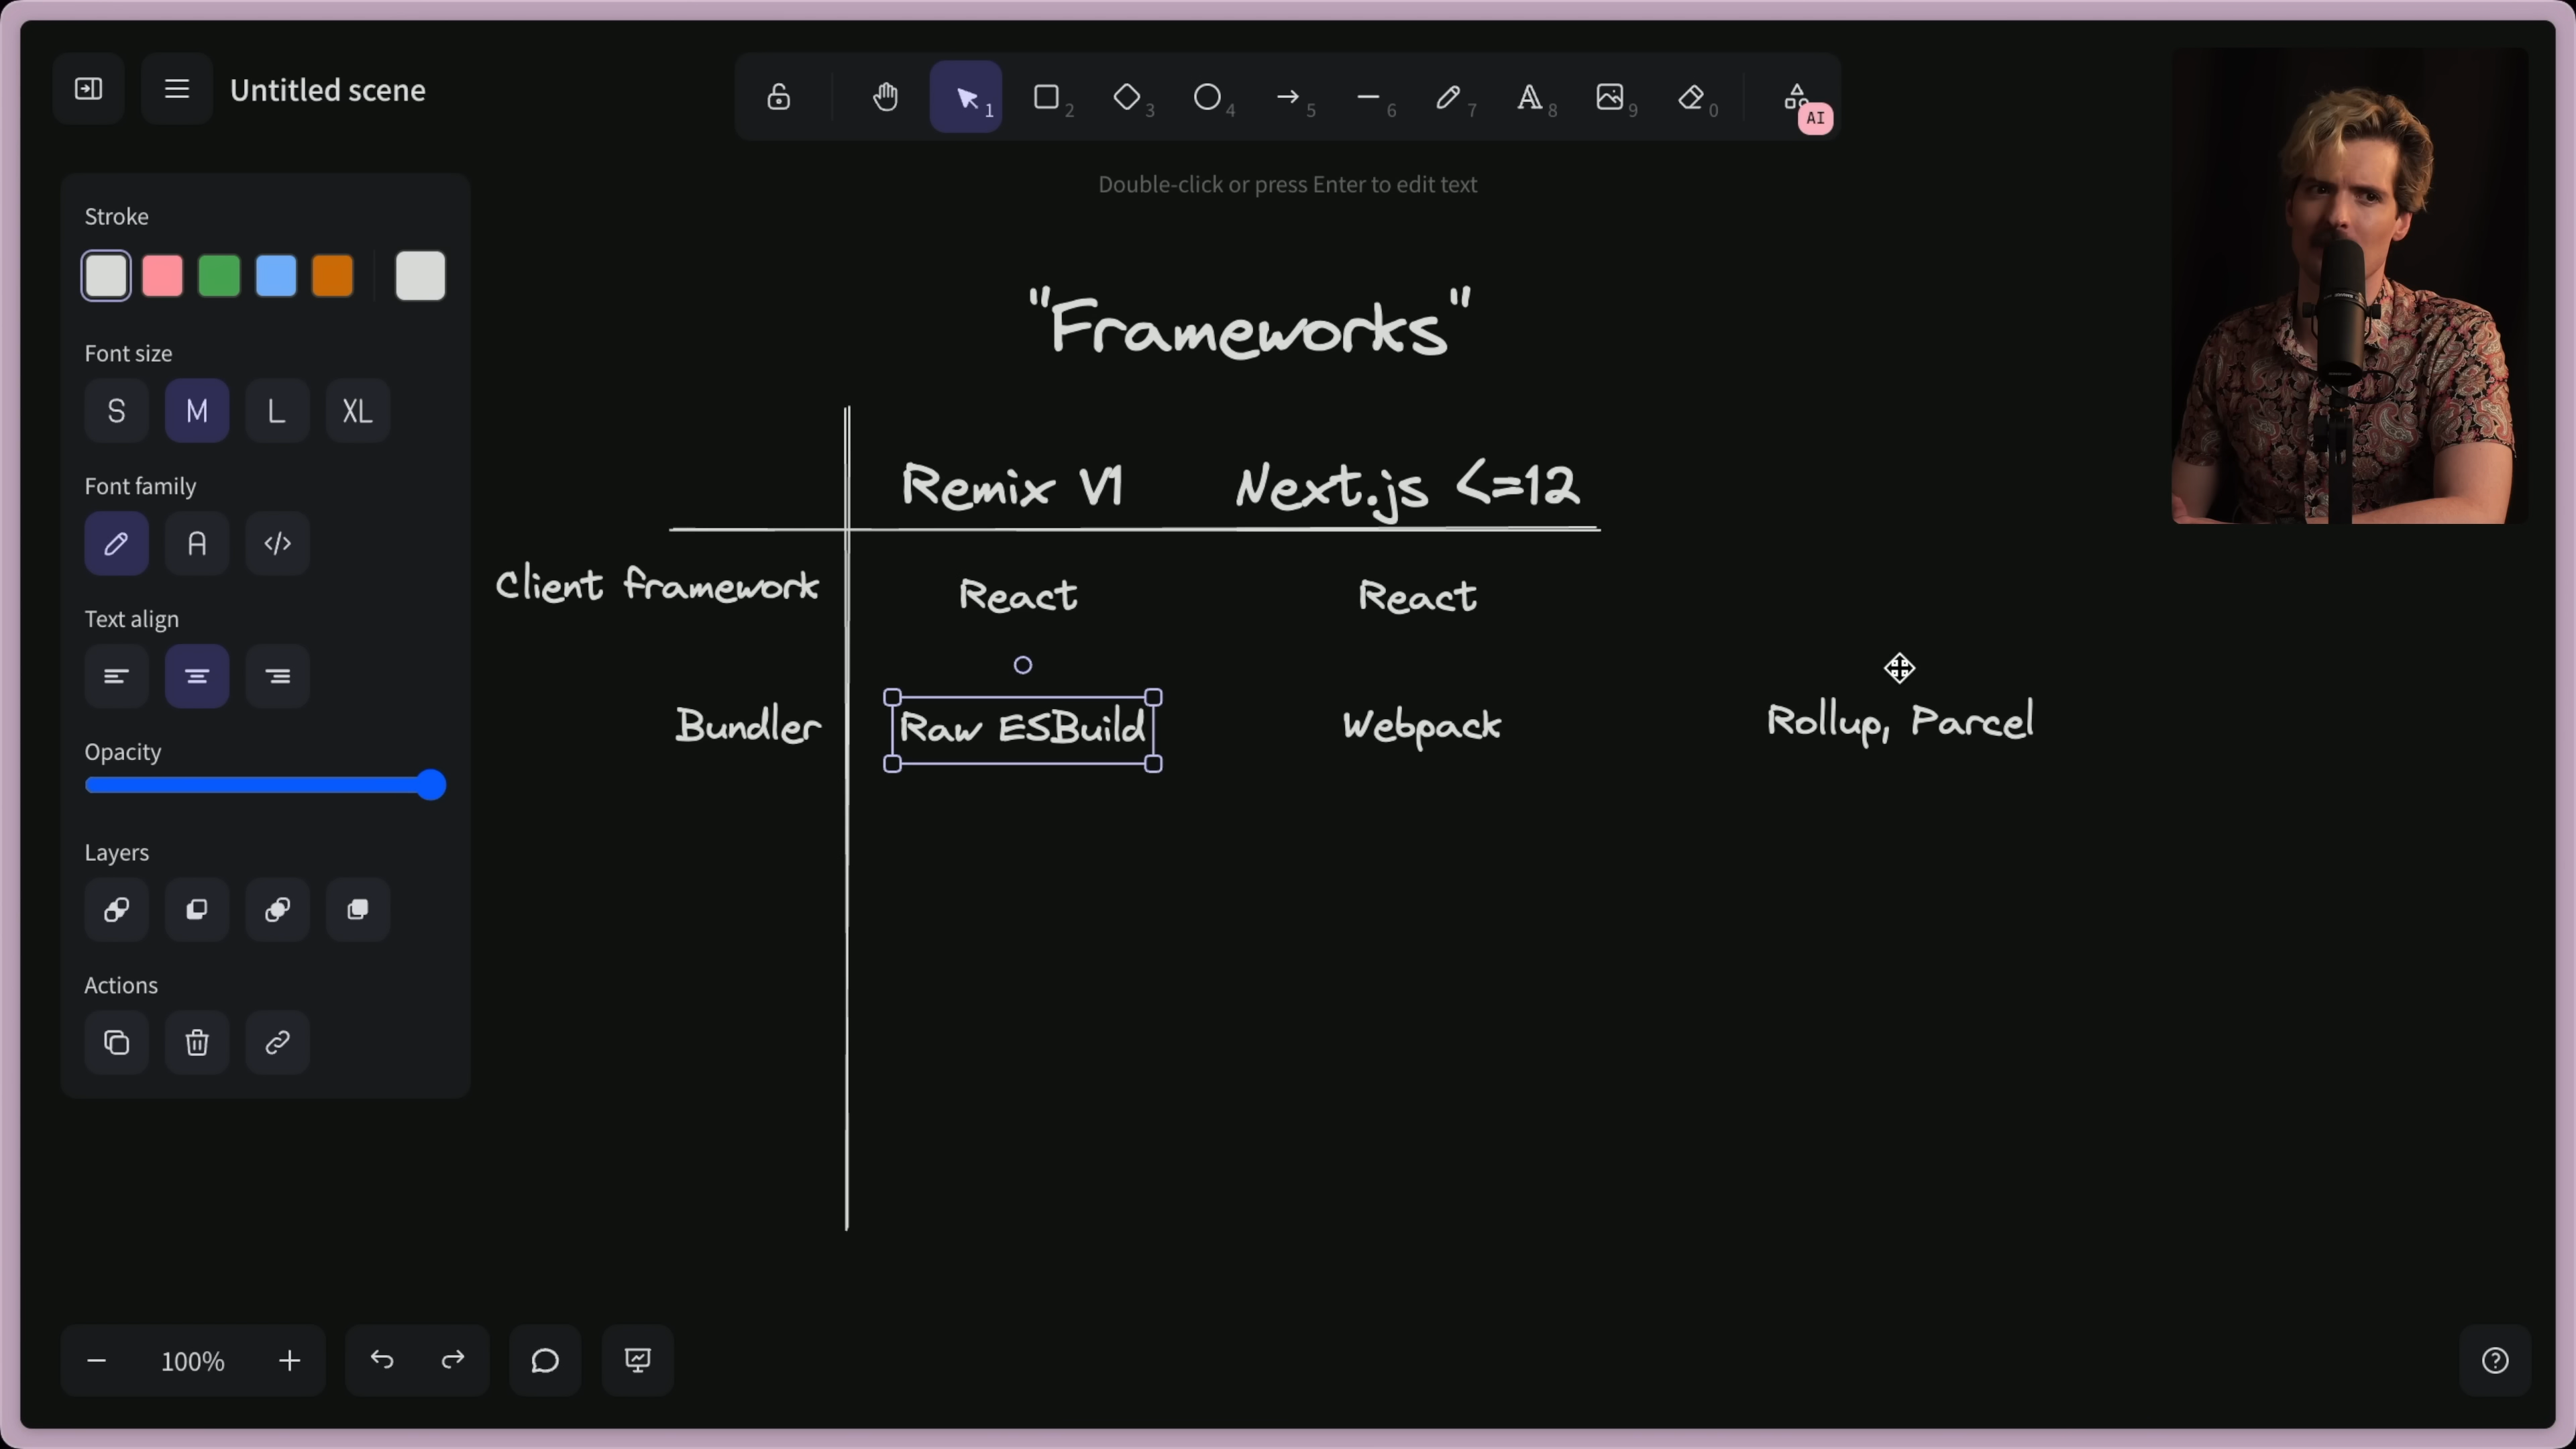 Untitled scene
1
2
3
4
5
6
7
8
9
0
AI
Double-click or press Enter to edit text
Stroke
Font size
S M L XL
Font family
A </>
Text align
Opacity
Layers
Actions
"Frameworks"
Remix V1 Next.js <=12
Client framework React React
Bundler Raw ESBuild Webpack Rollup, Parcel
100%